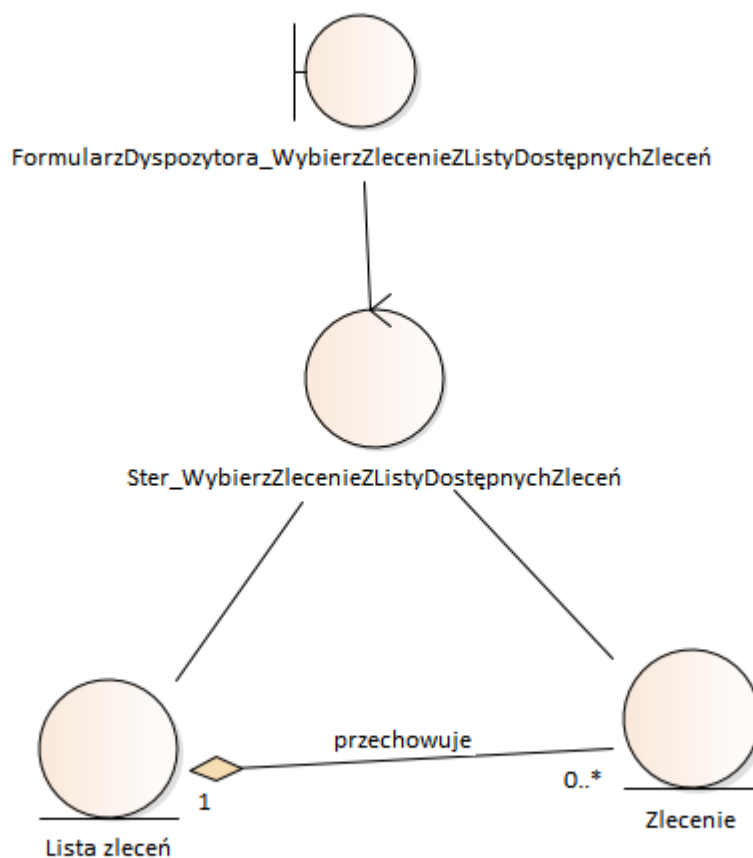 FormularzDyspozytora_WybierzZlecenieZListyDostępnychZleceń
Ster_WybierzZlecenieZListyDostępnychZleceń
przechowuje
1
0..*
Lista zleceń
Zlecenie